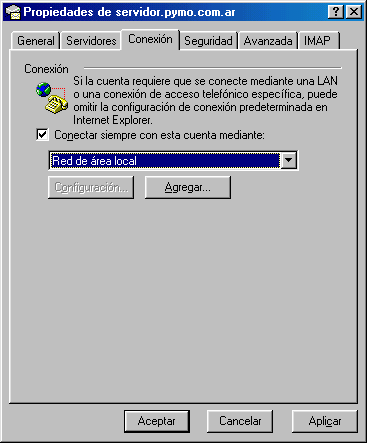 Propiedades de servidor.pymo.com.ar
General Servidores Conexión Seguridad Avanzada IMAP
Conexión
Si la cuenta requiere que se conecte mediante una LAN
o una conexión de acceso telefónico específica, puede
omitir la configuración de conexión predeterminada en
Internet Explorer.
Conectar siempre con esta cuenta mediante:
Red de área local
Configuración... Agregar...
Aceptar Cancelar Aplicar